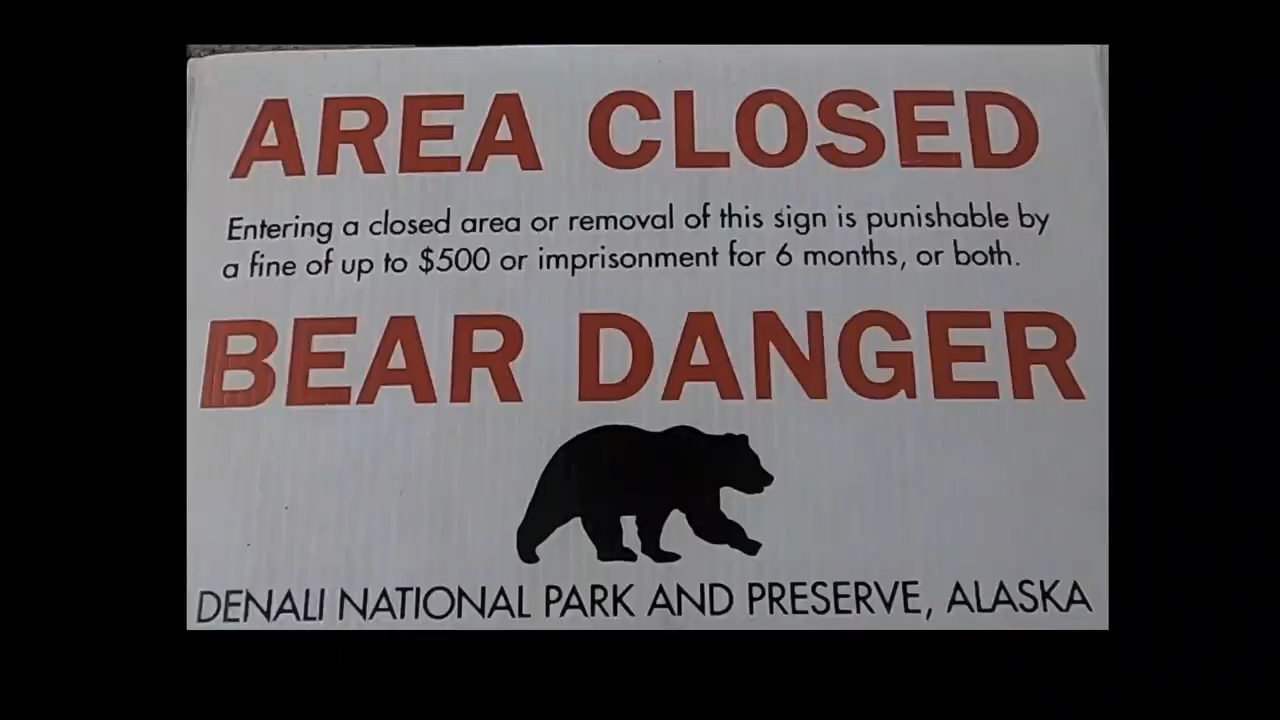 AREA CLOSED
Entering a closed area or removal of this sign is punishable by
a fine of up to $500 or imprisonment for 6 months, or both.
BEAR DANGER
DENALI NATIONAL PARK AND PRESERVE, ALASKA